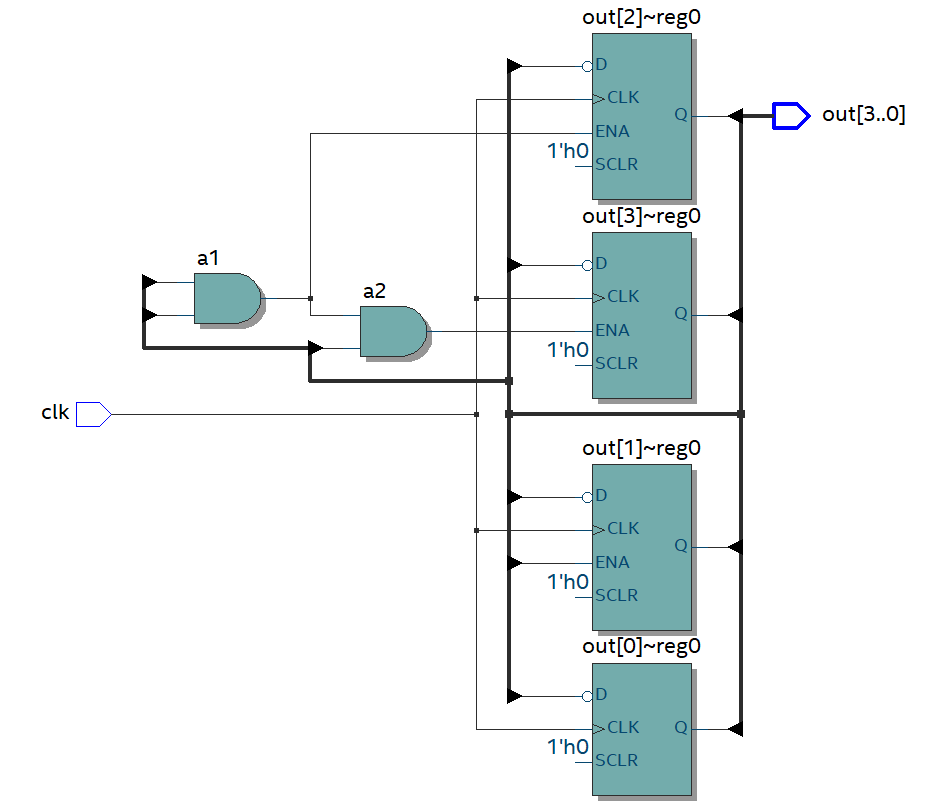 out[2]~reg0
D
CLK
Q
out[3..0]
ENA
1'h0
SCLR
out[3]~reg0
a1
D
a2
CLK
Q
ENA
1'h0
SCLR
clk
out[1]~reg0
D
CLK
Q
ENA
1'h0
SCLR
out[0]~reg0
D
CLK
Q
1'h0
SCLR